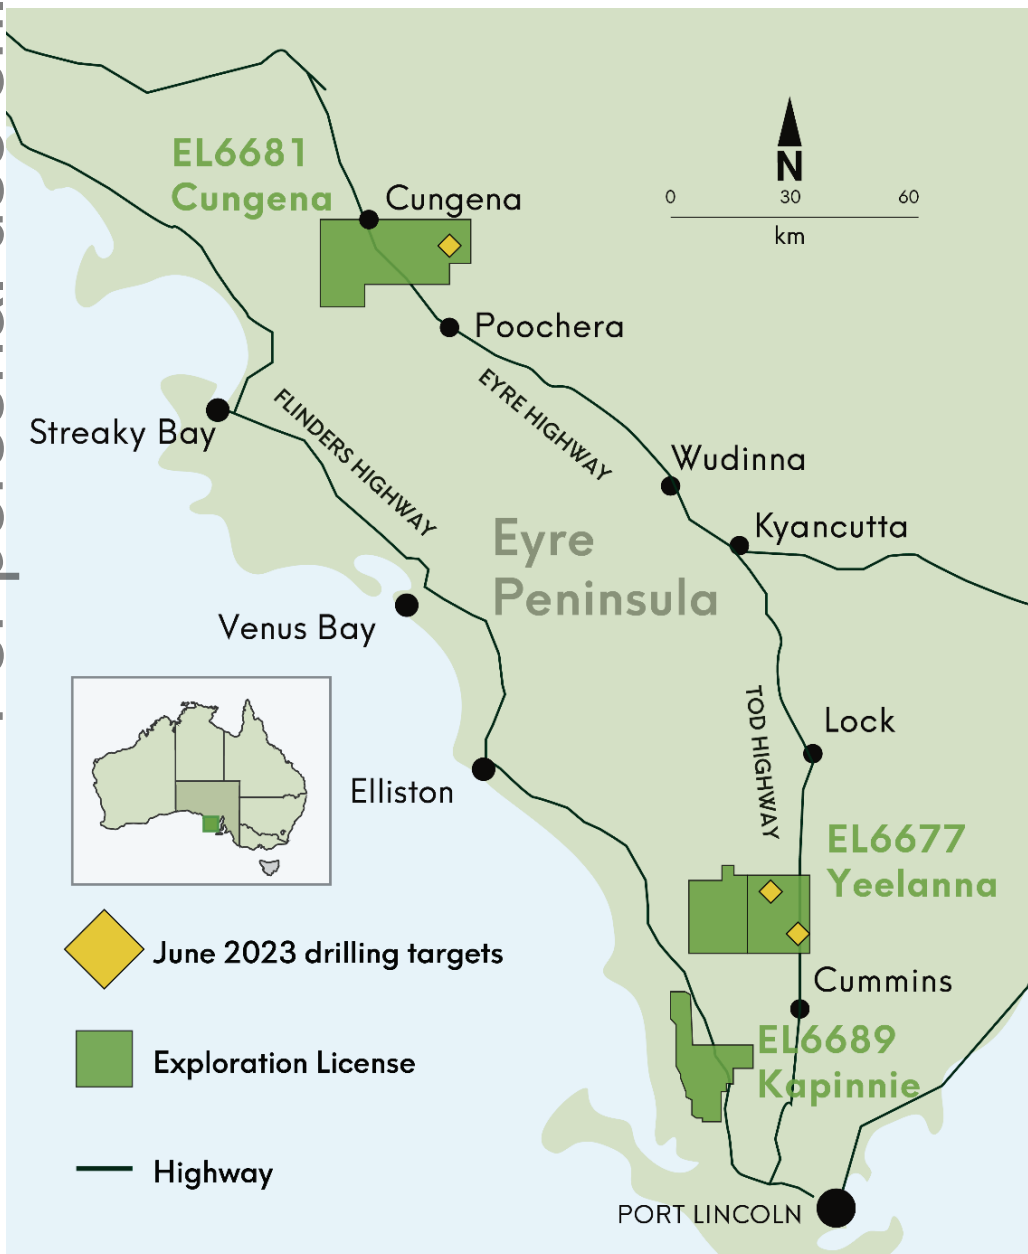 EL6681
Cungena
Cungena
N
0 30 60
km
Poochera
EYRE HIGHWAY
FLINDERS HIGHWAY
Streaky Bay
Wudinna
Kyancutta
Eyre
Peninsula
Venus Bay
TOD HIGHWAY
Lock
Elliston
EL6677
Yeelanna
June 2023 drilling targets
Cummins
EL6689
Kapinnie
Exploration License
Highway
PORT LINCOLN